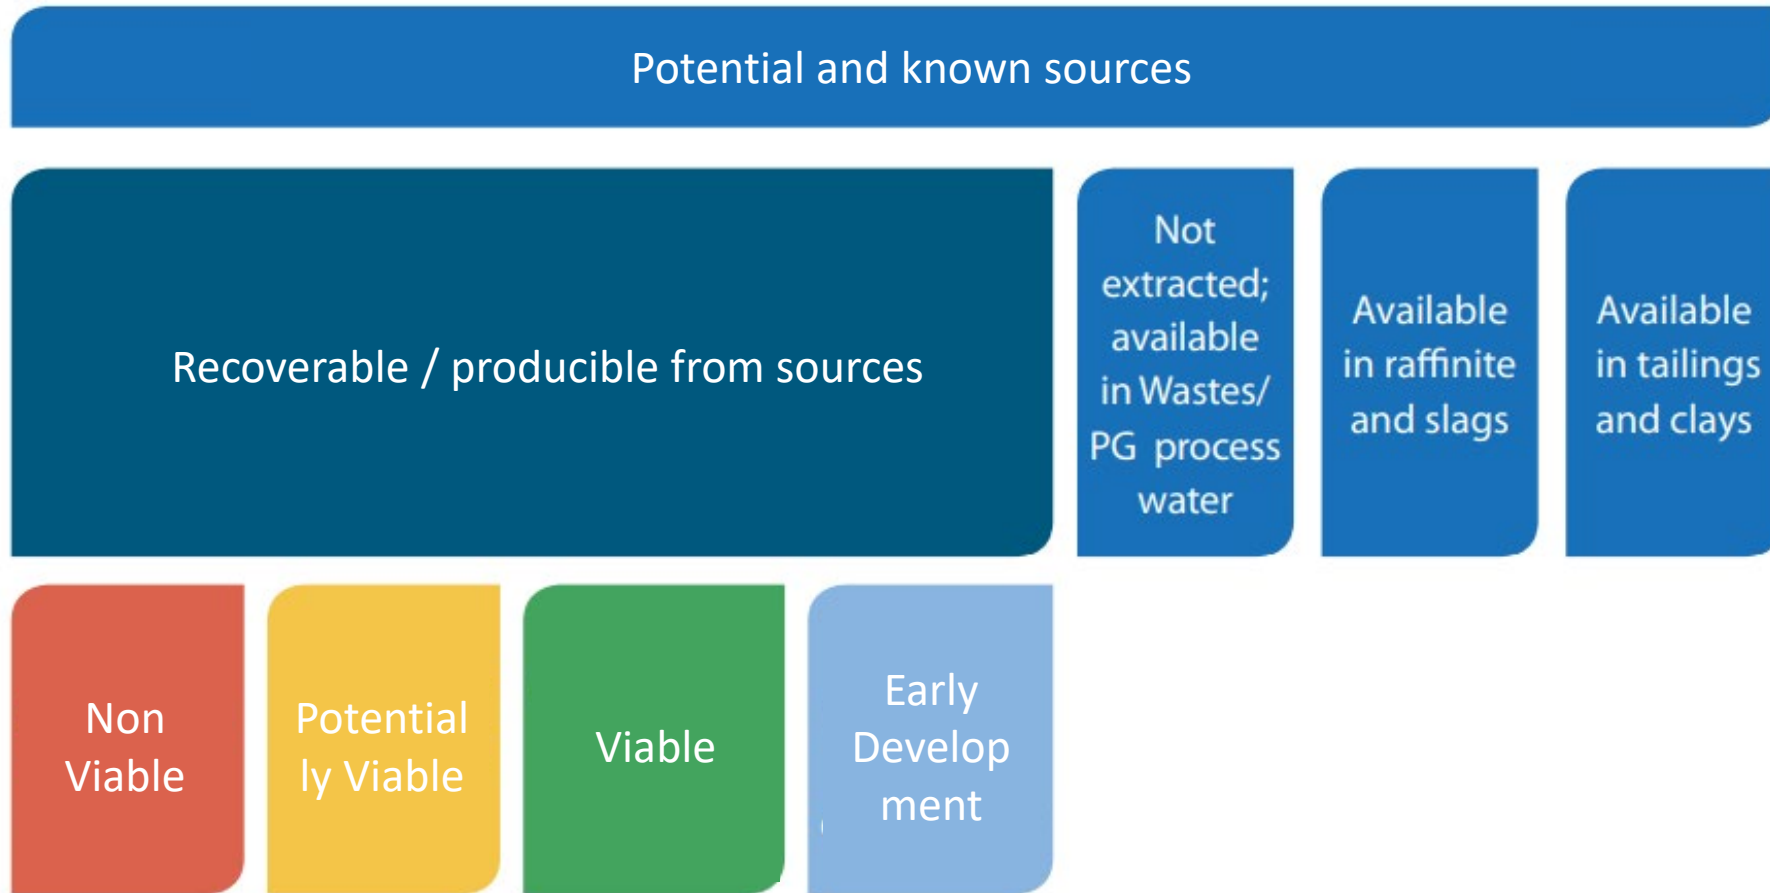 Potential and known sources
Recoverable / producible from sources
Not
extracted;
available
in Wastes/
PG process
water
Available
in raffinite
and slags
Available
in tailings
and clays
Non
Viable
Potential
ly Viable
Viable
Early
Develop
ment